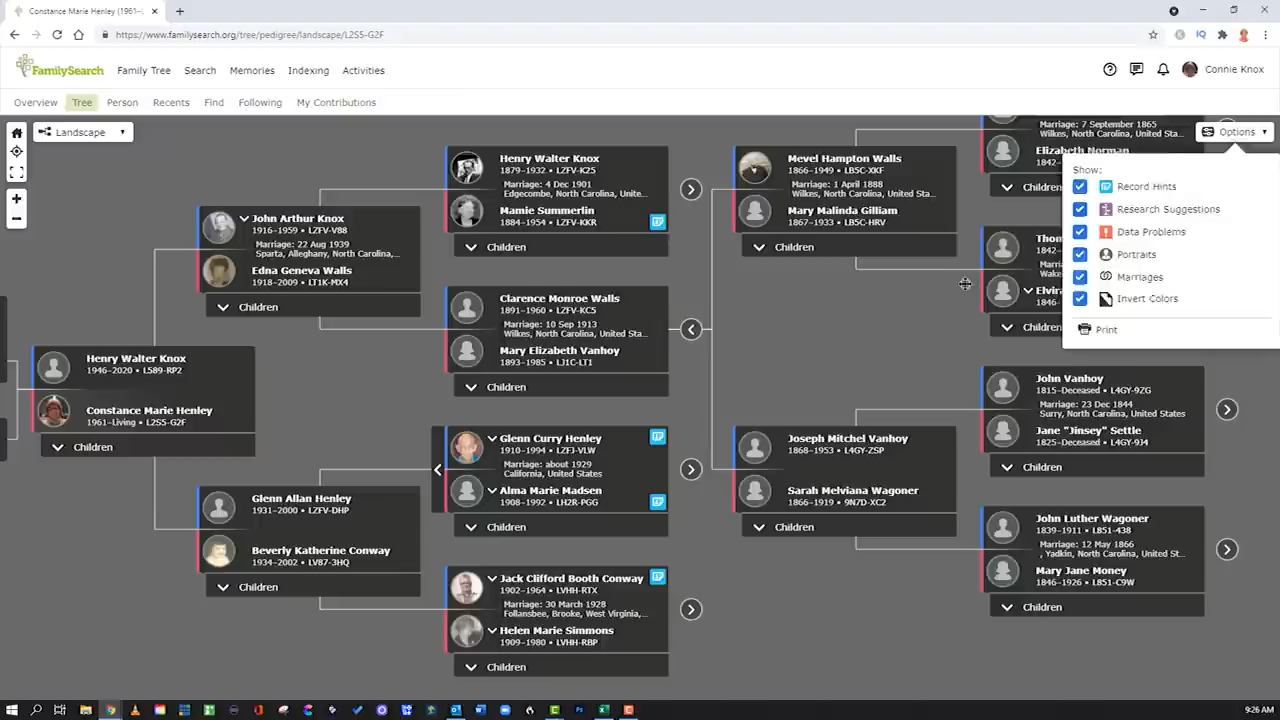 Constance Marie Henley (1961–
https://www.familysearch.org/tree/pedigree/landscape/L2S5-G2F
FamilySearch
Family Tree
Search
Memories
Indexing
Activities
Connie Knox
Overview
Tree
Person
Recents
Find
Following
My Contributions
Landscape
Options
Show:
Record Hints
Research Suggestions
Data Problems
Portraits
Marriages
Invert Colors
Print
Henry Walter Knox
1946-2020 • L589-RP2
Constance Marie Henley
1961-Living • L2S5-G2F
Children
John Arthur Knox
1916-1959 • LZFV-V88
Marriage: 22 Aug 1939
Sparta, Alleghany, North Carolina,...
Edna Geneva Walls
1918-2009 • LT1K-MX4
Children
Glenn Allan Henley
1931-2000 • LZFV-DHP
Beverly Katherine Conway
1934-2002 • LV87-3HQ
Children
Henry Walter Knox
1879-1932 • LZFV-K25
Marriage: 4 Dec 1901
Edgecombe, North Carolina, Unite...
Mamie Summerlin
1884-1954 • LZFV-KKR
Children
Clarence Monroe Walls
1891-1960 • LZFV-KC5
Marriage: 10 Sep 1913
Wilkes, North Carolina, United Sta...
Mary Elizabeth Vanhoy
1893-1985 • LJ1C-LT1
Children
Glenn Curry Henley
1910-1994 • LZFJ-VLW
Marriage: about 1929
California, United States
Alma Marie Madsen
1908-1992 • LH2R-PGG
Children
Jack Clifford Booth Conway
1902-1964 • LVHH-RTX
Marriage: 30 March 1928
Follansbee, Brooke, West Virginia,...
Helen Marie Simmons
1909-1980 • LVHH-RBP
Children
Mevel Hampton Walls
1866-1949 • LB5C-XKF
Marriage: 1 April 1888
Wilkes, North Carolina, United Sta...
Mary Malinda Gilliam
1867-1933 • LB5C-HRV
Children
Joseph Mitchel Vanhoy
1868-1953 • L4GY-ZSP
Sarah Melviana Wagoner
1866-1919 • 9N7D-XC2
Children
Marriage: 7 September 1865
Wilkes, North Carolina, United Sta...
Elizabeth Norman
1842-
Children
Thom
1842-
Marria
Wake
Elvira
1846-
Children
John Vanhoy
1815-Deceased • L4GY-9ZG
Marriage: 23 Dec 1844
Surry, North Carolina, United States
Jane "Jinsey" Settle
1825-Deceased • L4GY-9J4
Children
John Luther Wagoner
1839-1911 • L851-438
Marriage: 12 May 1866
, Yadkin, North Carolina, United St...
Mary Jane Money
1846-1926 • L851-C9W
Children
9:26 AM